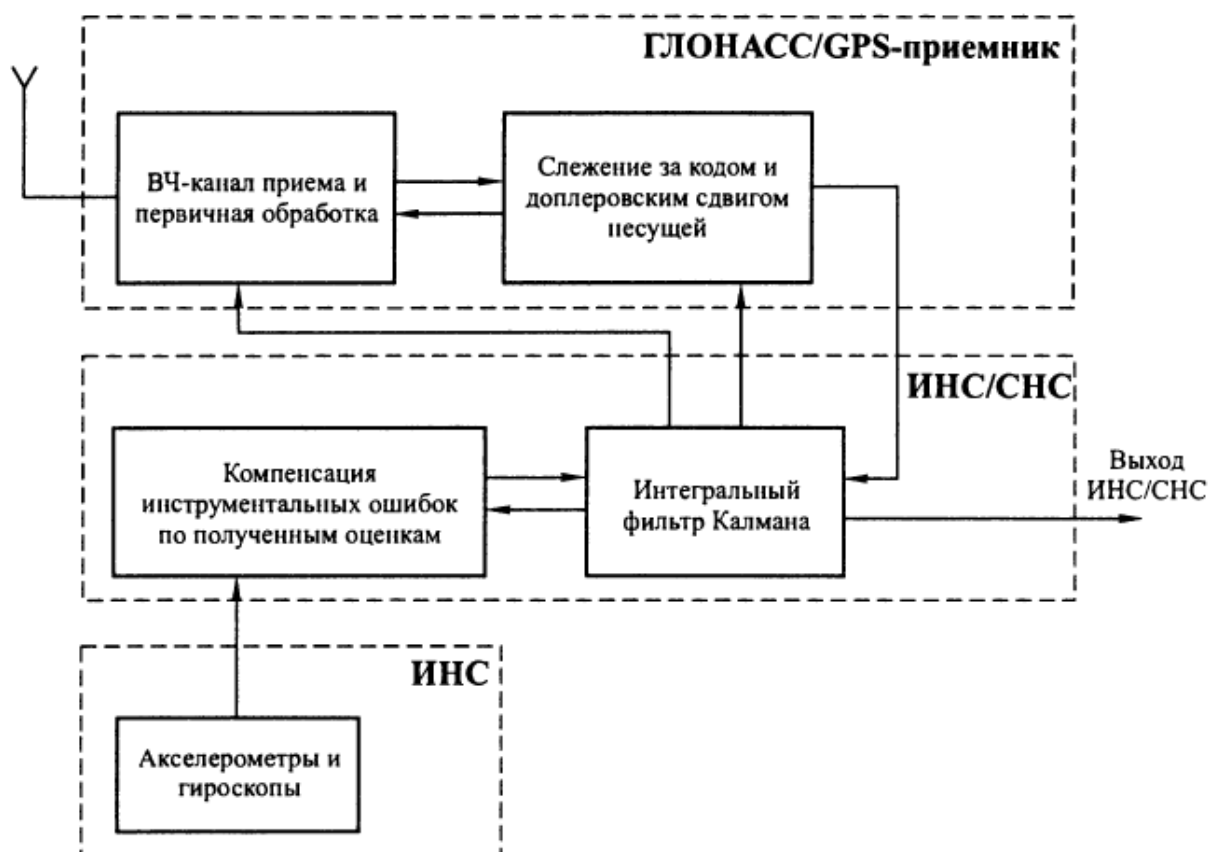 ГЛОНАСС/GPS-приемник
ВЧ-канал приема и
первичная обработка
Слежение за кодом и
доплеровским сдвигом
несущей
ИНС/СНС
Компенсация
инструментальных ошибок
по полученным оценкам
Интегральный
фильтр Калмана
Выход
ИНС/СНС
ИНС
Акселерометры и
гироскопы